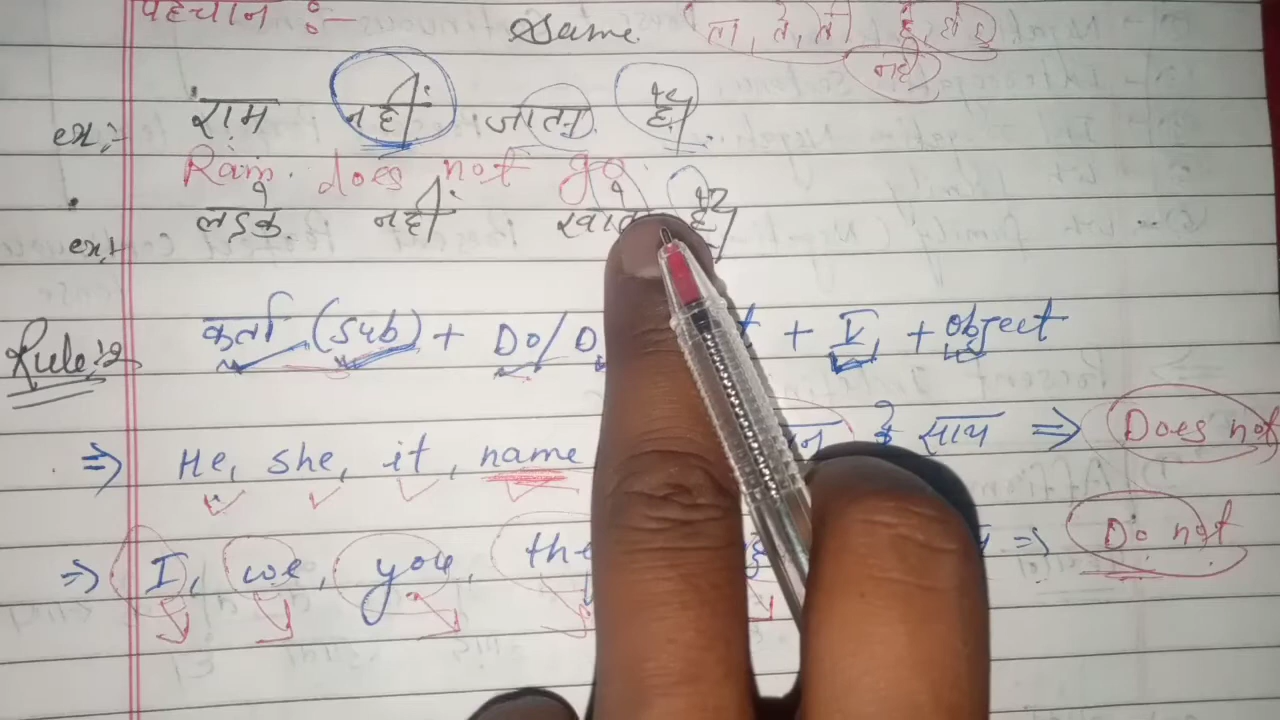 पहचान :- Same ता, ते, ती है, हो हूँ
नहीं
ex:- राम नहीं जाता है।
Ram does not go
ex:- लड़के नहीं खाते हैं।
Rule:2 कर्ता (Sub) + Do/D + V + object
⇒ He, she, it, name के साथ ⇒ Does not
⇒ I, we, you, the ⇒ Do not